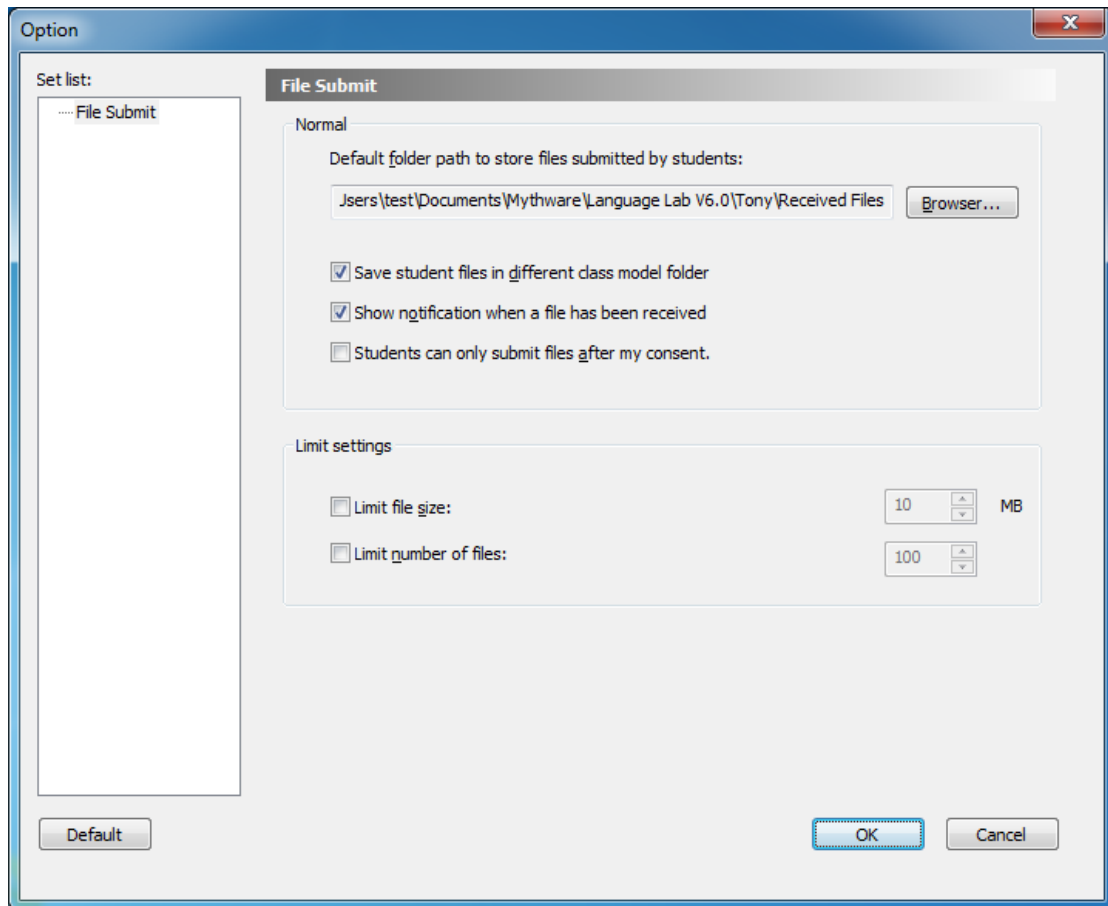 Option
Set list:
File Submit
File Submit
Normal
Default folder path to store files submitted by students:
Jsers\test\Documents\Mythware\Language Lab V6.0\Tony\Received Files
Browser...
Save student files in different class model folder
Show notification when a file has been received
Students can only submit files after my consent.
Limit settings
Limit file size:
10
MB
Limit number of files:
100
Default
OK
Cancel